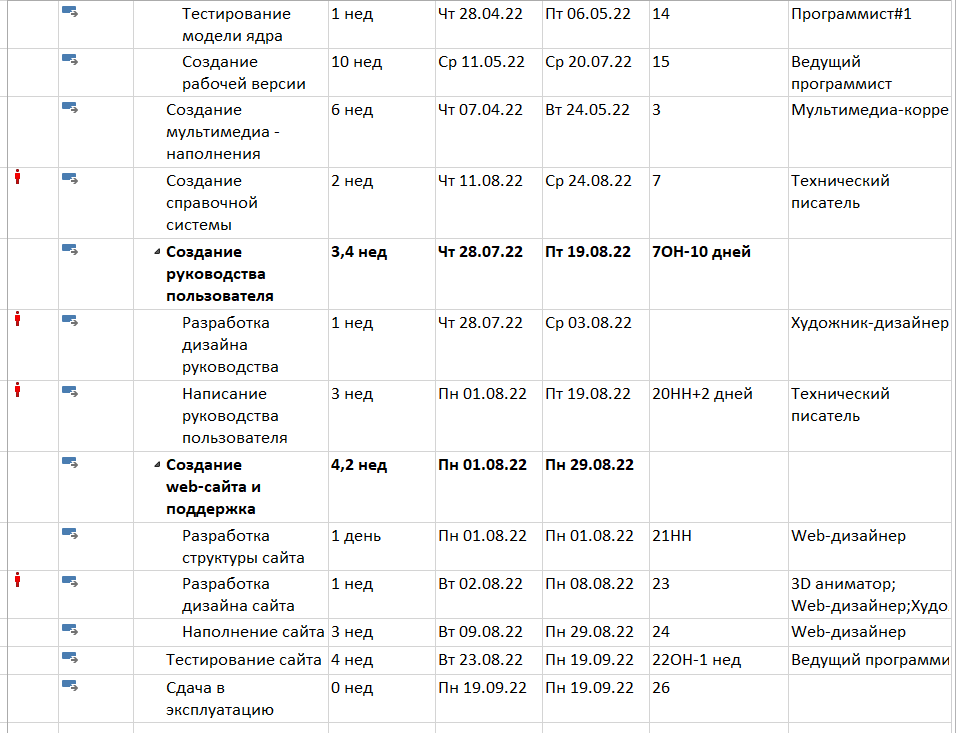 Тестирование модели ядра 1 нед Чт 28.04.22 Пт 06.05.22 14 Программист#1
Создание рабочей версии 10 нед Ср 11.05.22 Ср 20.07.22 15 Ведущий программист
Создание мультимедиа - наполнения 6 нед Чт 07.04.22 Вт 24.05.22 3 Мультимедиа-корре
Создание справочной системы 2 нед Чт 11.08.22 Ср 24.08.22 7 Технический писатель
Создание руководства пользователя 3,4 нед Чт 28.07.22 Пт 19.08.22 7ОН-10 дней
Разработка дизайна руководства 1 нед Чт 28.07.22 Ср 03.08.22 Художник-дизайнер
Написание руководства пользователя 3 нед Пн 01.08.22 Пт 19.08.22 20НН+2 дней Технический писатель
Создание web-сайта и поддержка 4,2 нед Пн 01.08.22 Пн 29.08.22
Разработка структуры сайта 1 день Пн 01.08.22 Пн 01.08.22 21НН Web-дизайнер
Разработка дизайна сайта 1 нед Вт 02.08.22 Пн 08.08.22 23 3D аниматор; Web-дизайнер;Худо
Наполнение сайта 3 нед Вт 09.08.22 Пн 29.08.22 24 Web-дизайнер
Тестирование сайта 4 нед Вт 23.08.22 Пн 19.09.22 22ОН-1 нед Ведущий программи
Сдача в эксплуатацию 0 нед Пн 19.09.22 Пн 19.09.22 26